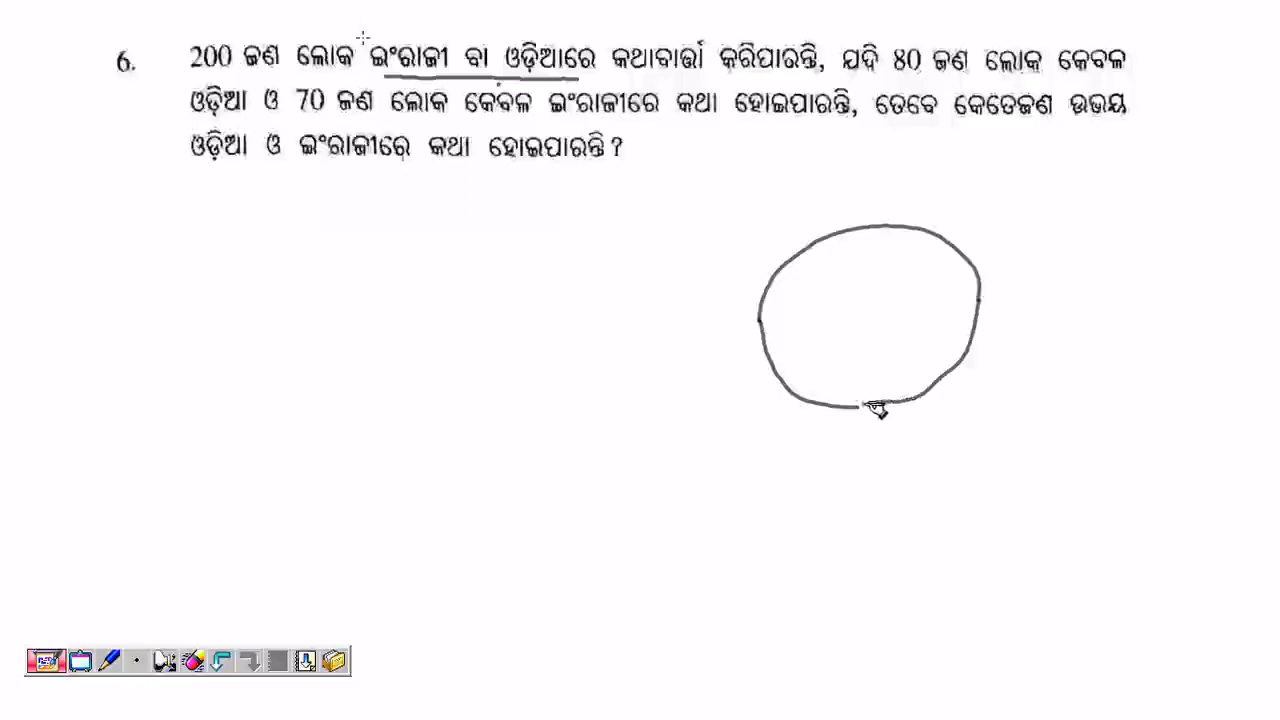 6. 200 ଜଣ ଲୋକ ଇଂରାଜୀ ବା ଓଡ଼ିଆରେ କଥାବାର୍ତ୍ତା କରିପାରନ୍ତି, ଯଦି 80 ଜଣ ଲୋକ କେବଳ
ଓଡ଼ିଆ ଓ 70 ଜଣ ଲୋକ କେବଳ ଇଂରାଜୀରେ କଥା ହୋଇପାରନ୍ତି, ତେବେ କେତେଜଣ ଉଭୟ
ଓଡ଼ିଆ ଓ ଇଂରାଜୀରେ କଥା ହୋଇପାରନ୍ତି ?